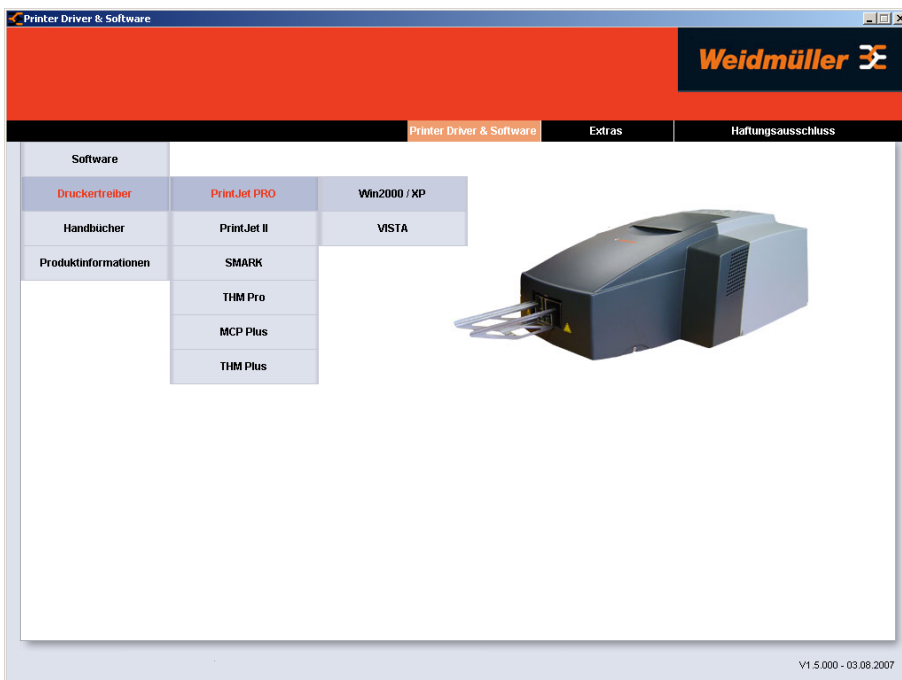 Printer Driver & Software
Weidmüller
Printer Driver & Software Extras Haftungsausschluss
Software
Druckertreiber PrintJet PRO Win2000 / XP
Handbücher PrintJet II VISTA
Produktinformationen SMARK
THM Pro
MCP Plus
THM Plus
V1.5.000 - 03.08.2007